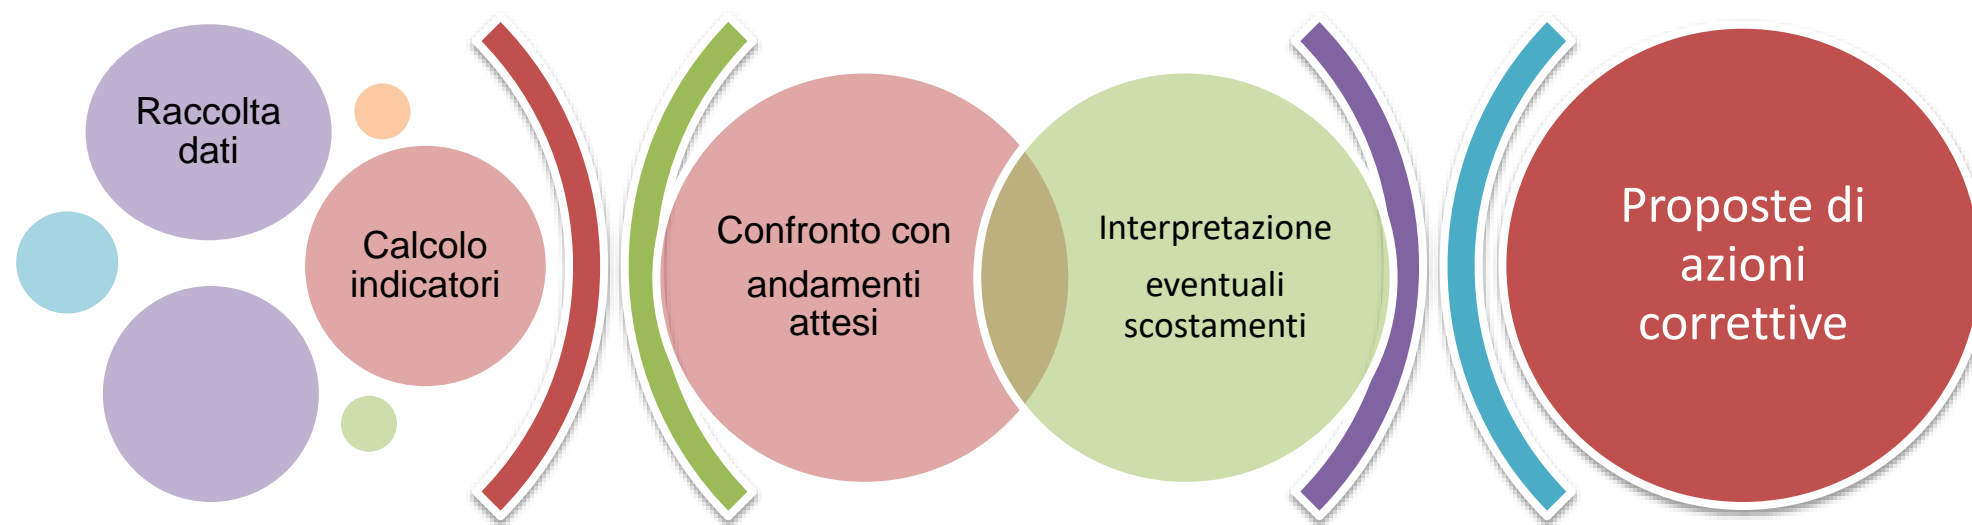 Raccolta
dati
Calcolo
indicatori
Confronto con
andamenti
attesi
Interpretazione
eventuali
scostamenti
Proposte di
azioni
correttive